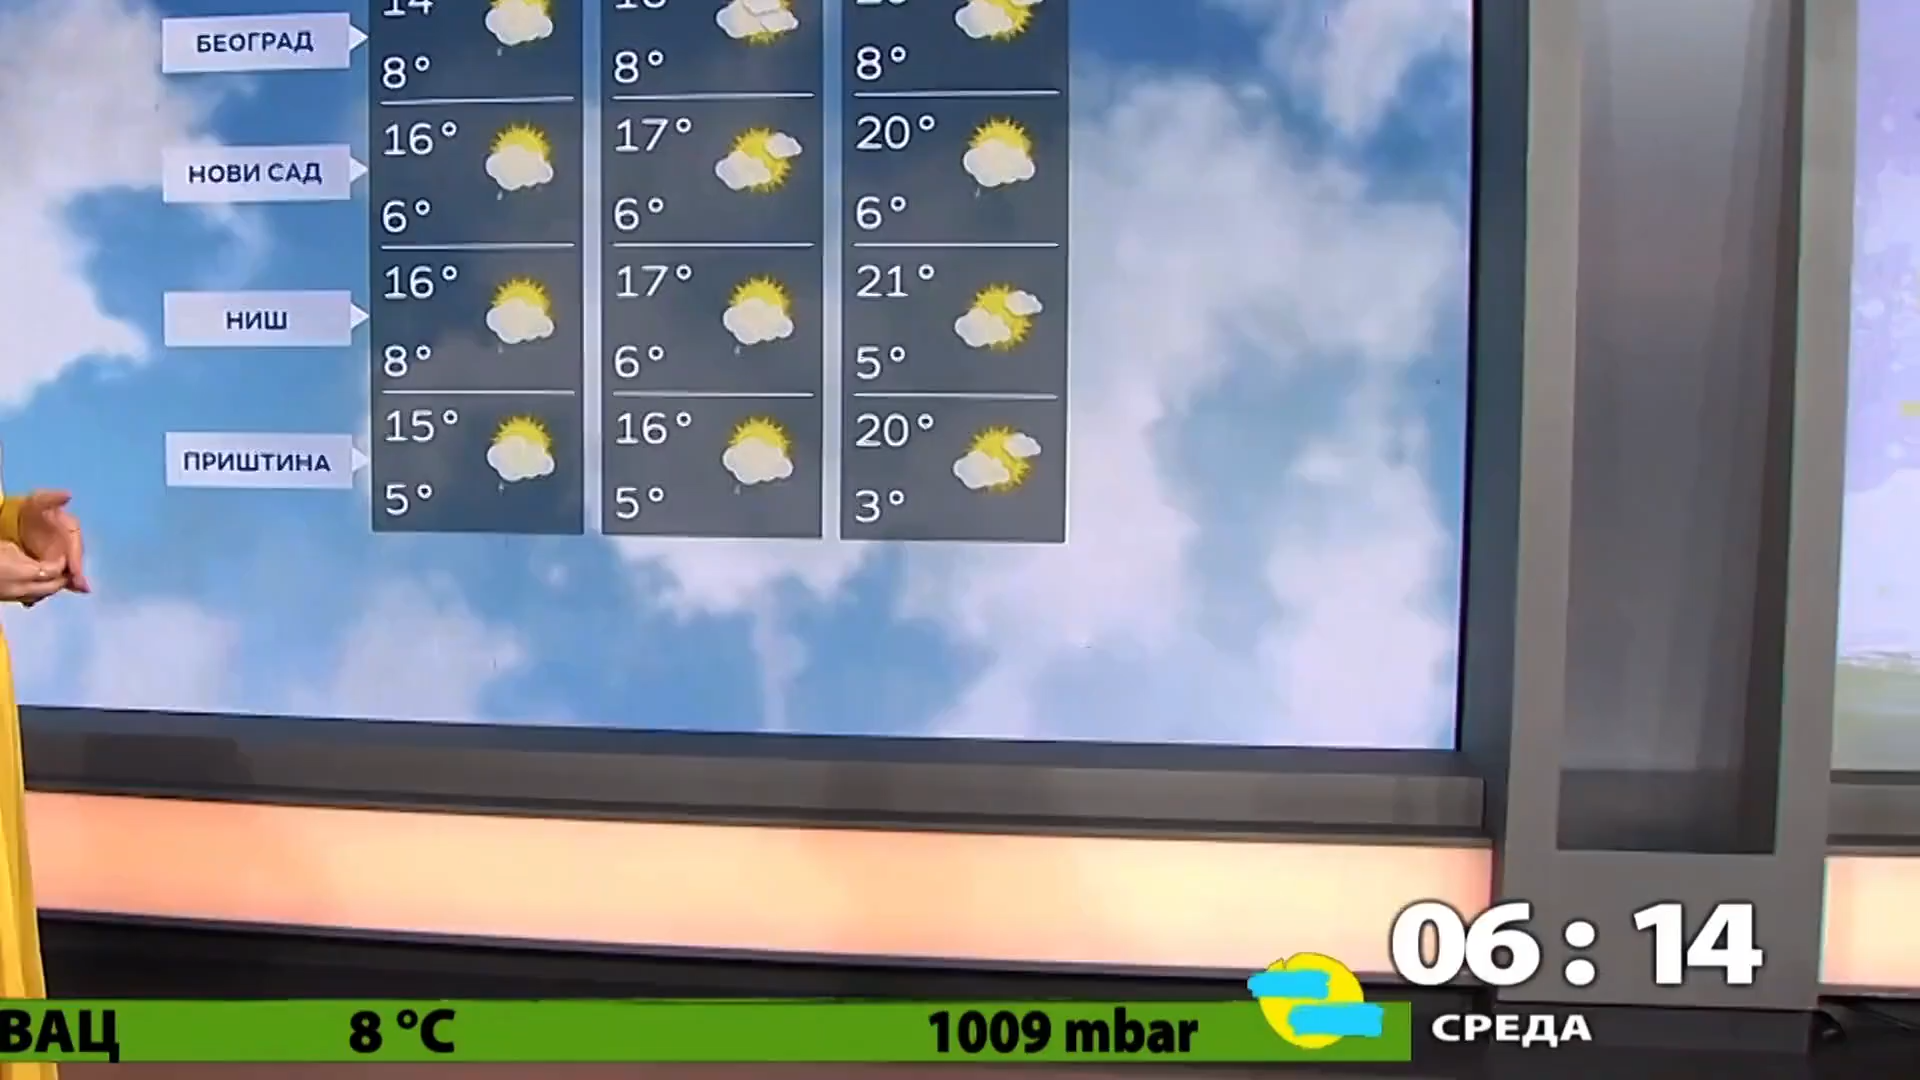 БЕОГРАД
8° 8° 8°
16° 17° 20°
НОВИ САД
6° 6° 6°
16° 17° 21°
НИШ
8° 6° 5°
15° 16° 20°
ПРИШТИНА
5° 5° 3°
06:14
ВАЦ 8 °C 1009 mbar
СРЕДА